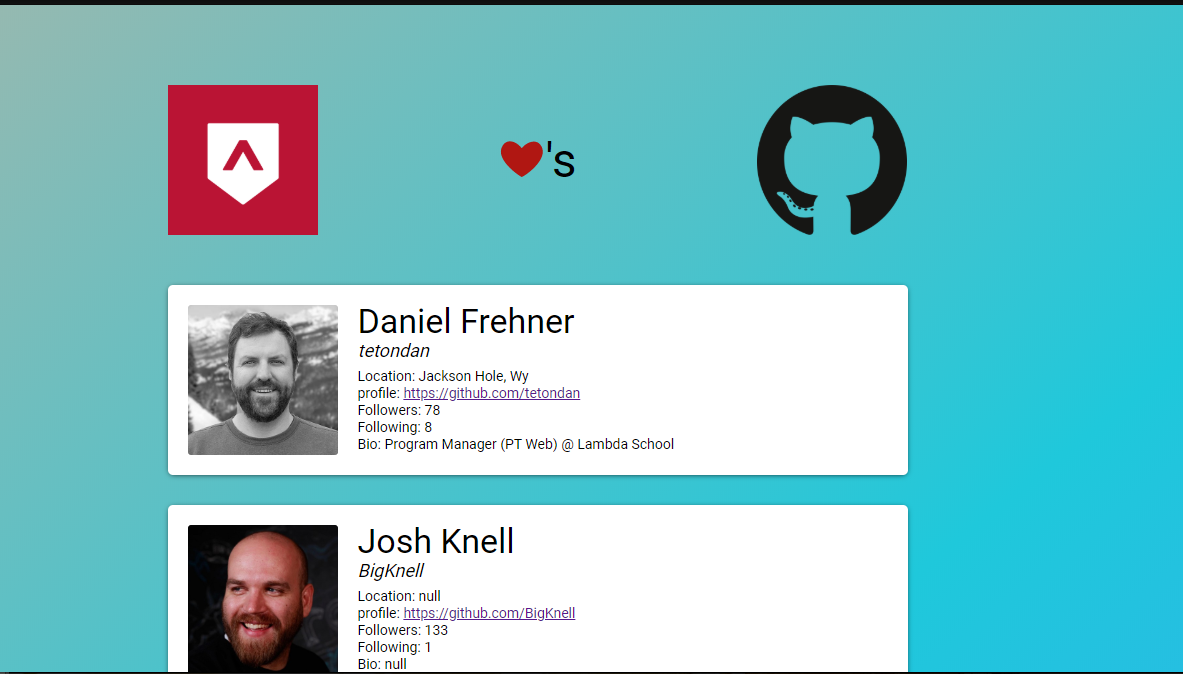 's
Daniel Frehner
tetondan
Location: Jackson Hole, Wy
profile: https://github.com/tetondan
Followers: 78
Following: 8
Bio: Program Manager (PT Web) @ Lambda School
Josh Knell
BigKnell
Location: null
profile: https://github.com/BigKnell
Followers: 133
Following: 1
Bio: null